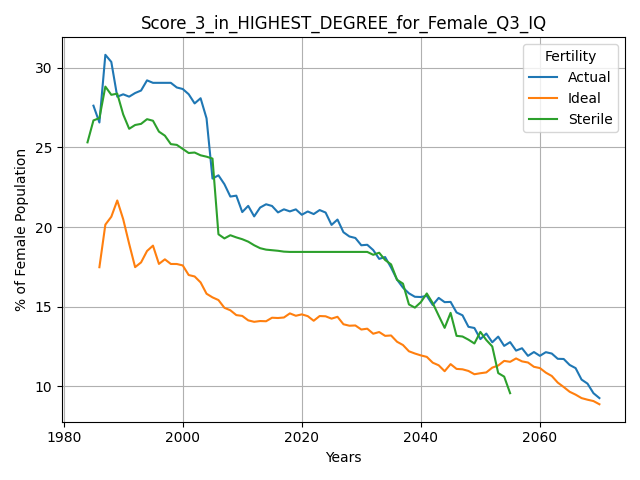 Score_3_in_HIGHEST_DEGREE_for_Female_Q3_IQ
Fertility
Actual
Ideal
Sterile
% of Female Population
30
25
20
15
10
1980
2000
2020
2040
2060
Years